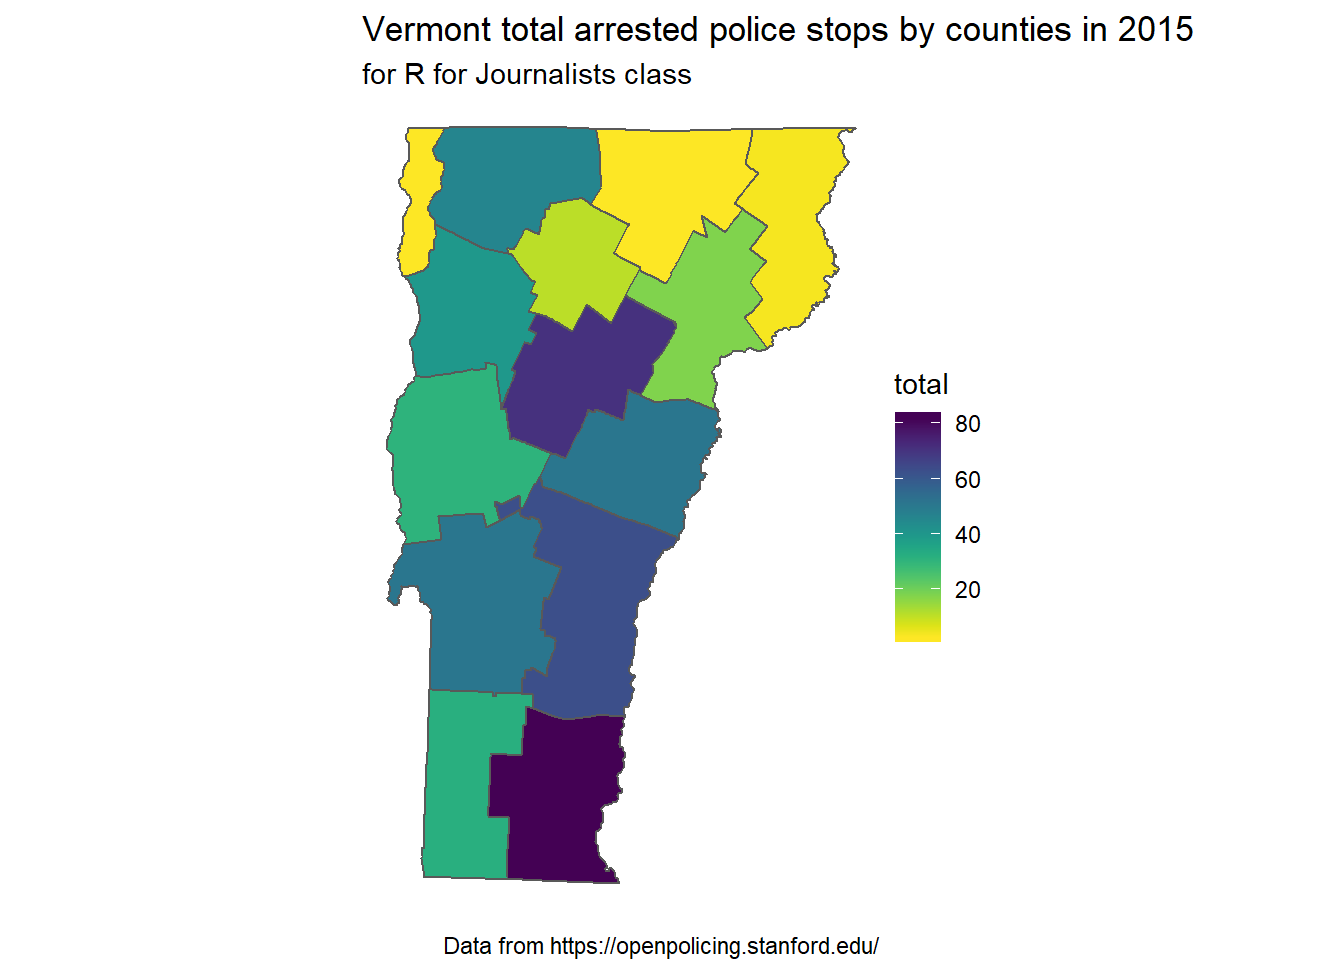 Vermont total arrested police stops by counties in 2015
for R for Journalists class
total
80
60
40
20
Data from https://openpolicing.stanford.edu/